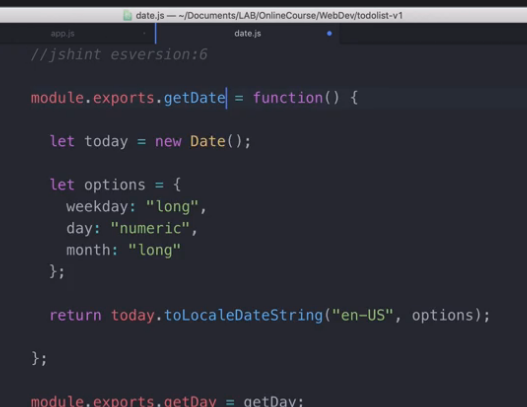 date.js — ~/Documents/LAB/OnlineCourse/WebDev/todolist-v1
app.js date.js
//jshint esversion:6
module.exports.getDate = function() {
let today = new Date();
let options = {
weekday: "long",
day: "numeric",
month: "long"
};
return today.toLocaleDateString("en-US", options);
};
module.exports.getDay = getDay;